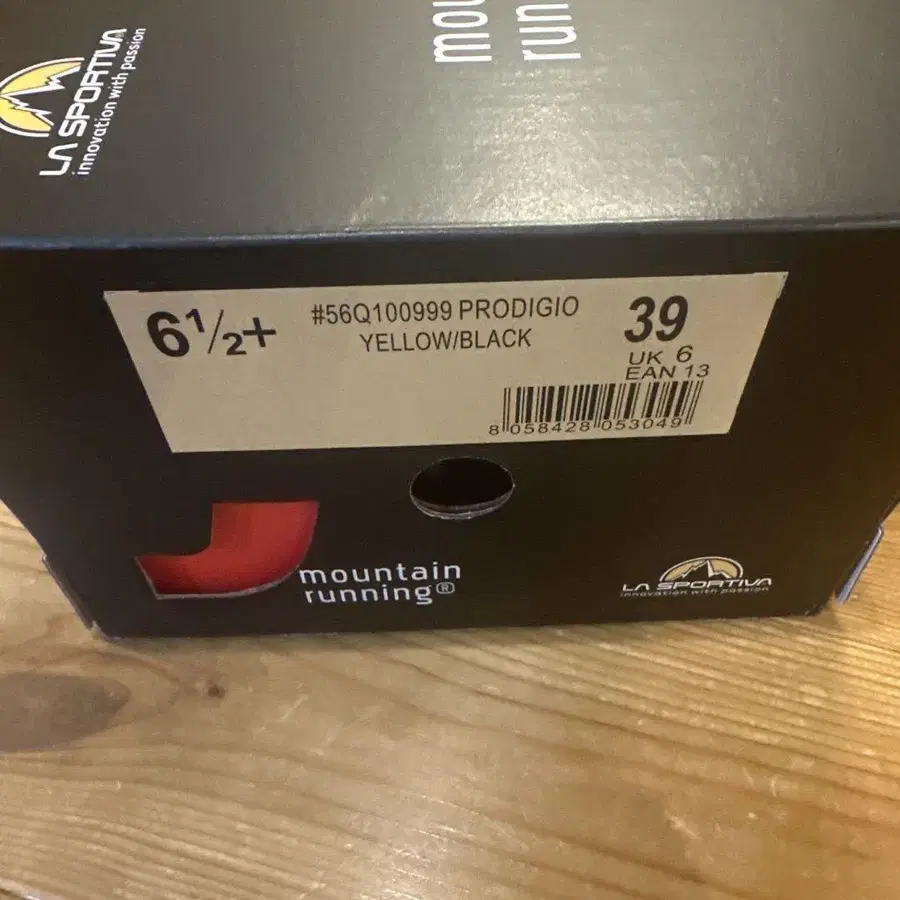 LA SPORTIVA
innovation with passion
mou
run
6½+
#56Q100999 PRODIGIO
YELLOW/BLACK
39
UK 6
EAN 13
8 058428 053049
mountain
running®
LA SPORTIVA
innovation with passion